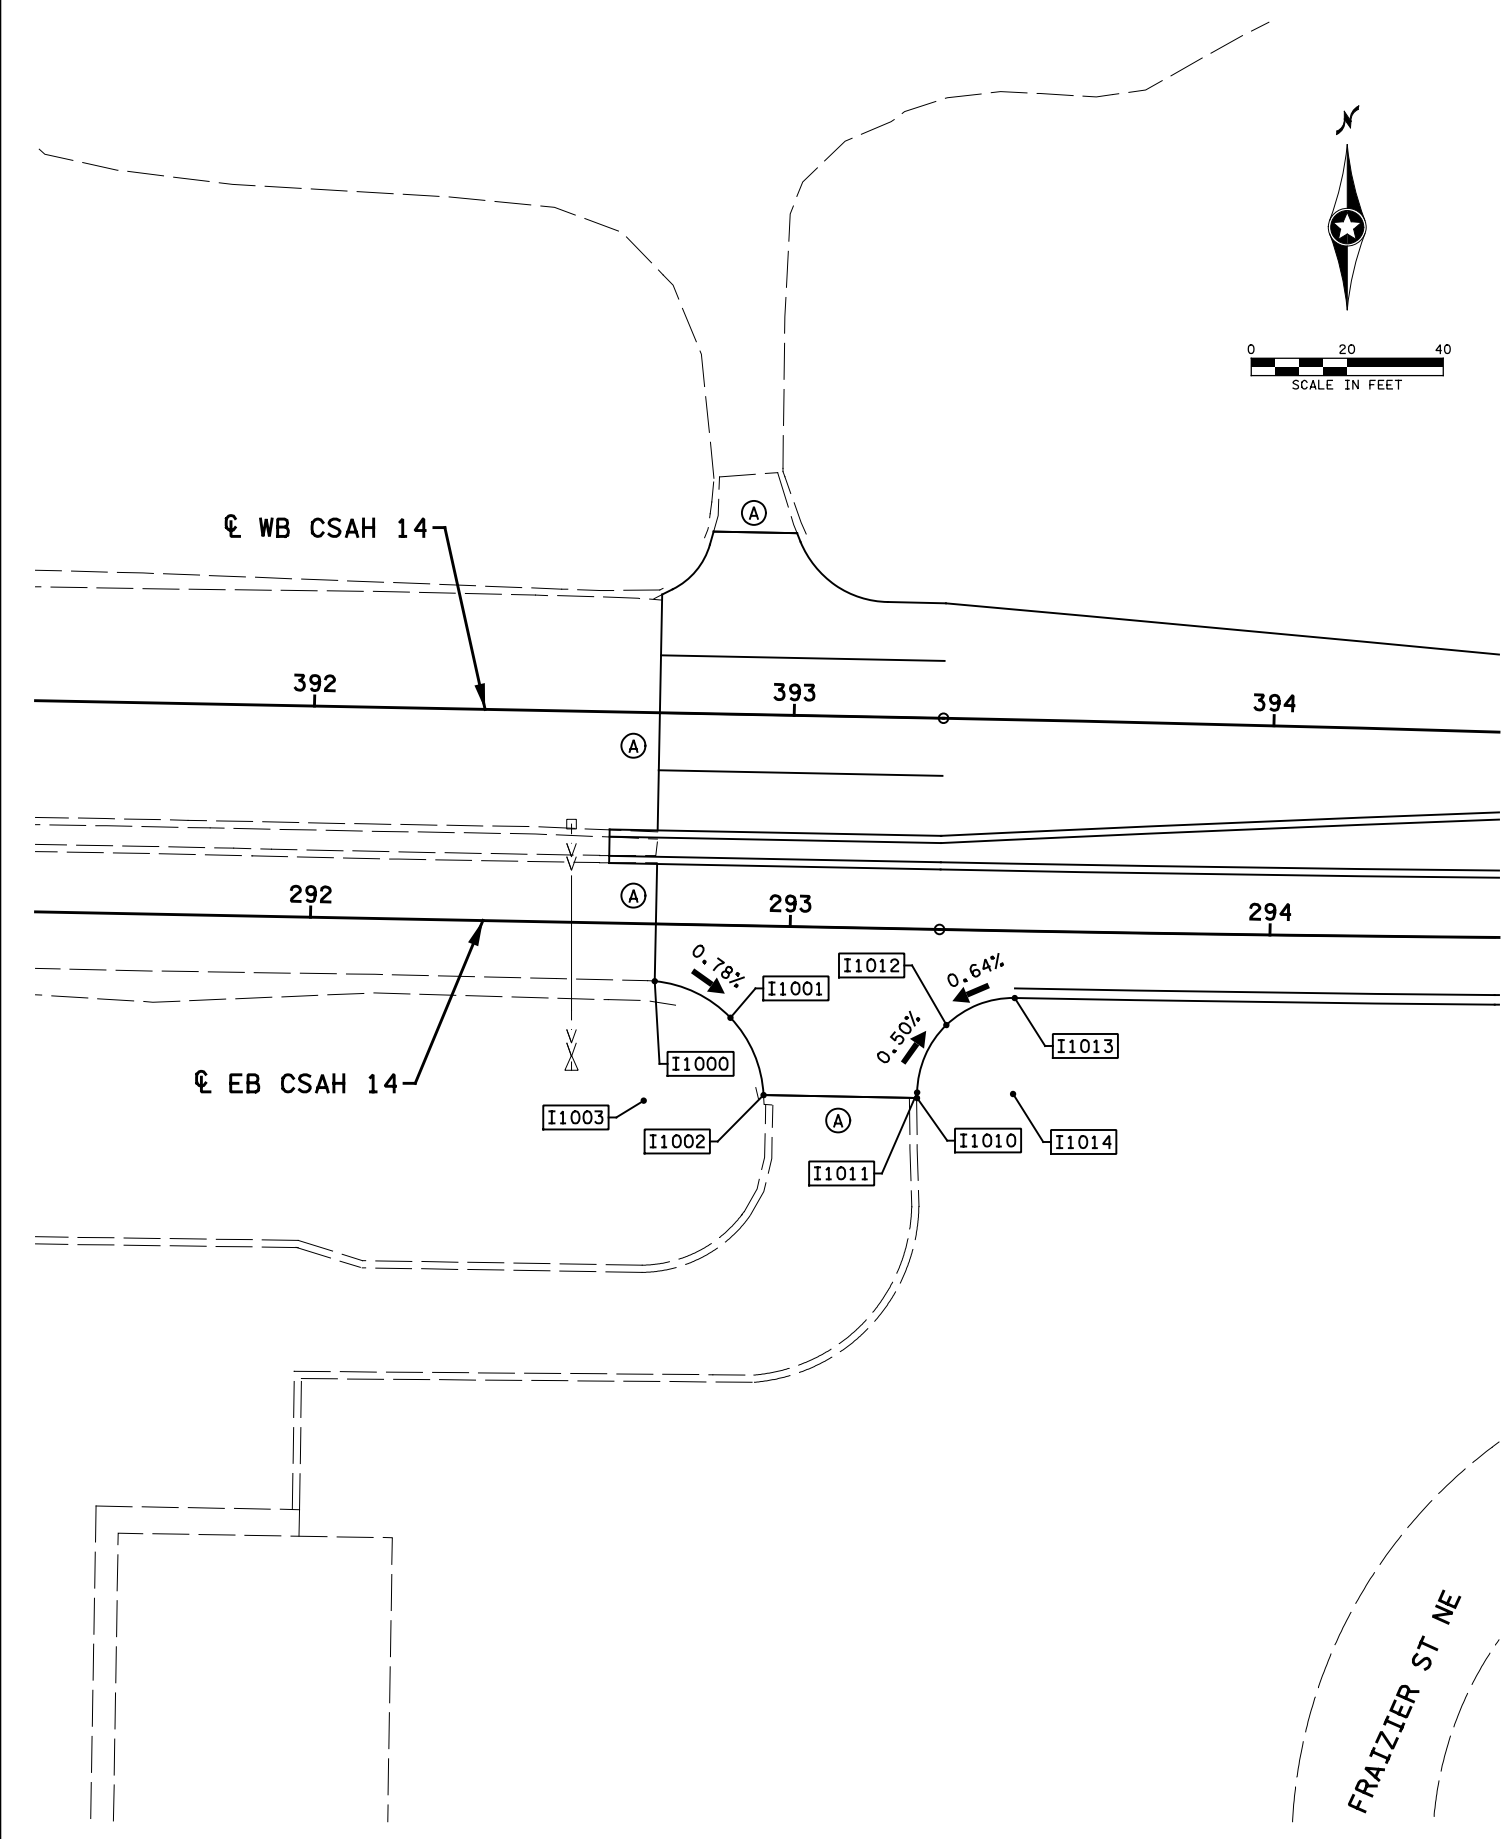 N
0 20 40
SCALE IN FEET
A
℄ WB CSAH 14
392 393 394
A
292 293 294
A
0.78%
I1001
I1012
0.64%
0.50%
I1013
I1000
℄ EB CSAH 14
I1003
I1002
A
I1010
I1014
I1011
FRAIZIER ST NE